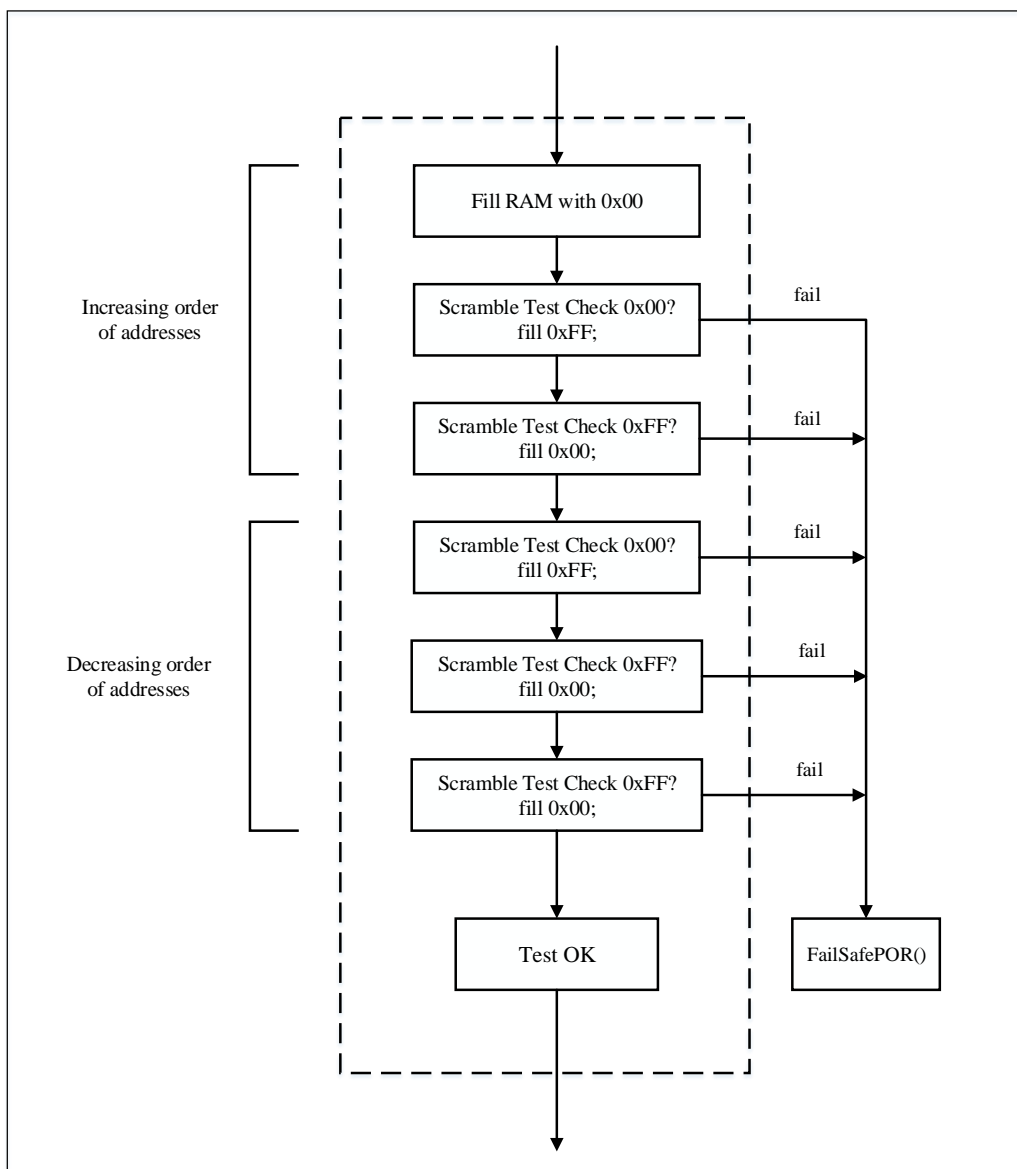 Fill RAM with 0x00
Increasing order
of addresses
Scramble Test Check 0x00?
fill 0xFF;
fail
Scramble Test Check 0xFF?
fill 0x00;
fail
Scramble Test Check 0x00?
fill 0xFF;
fail
Decreasing order
of addresses
Scramble Test Check 0xFF?
fill 0x00;
fail
Scramble Test Check 0xFF?
fill 0x00;
fail
Test OK
FailSafePOR()